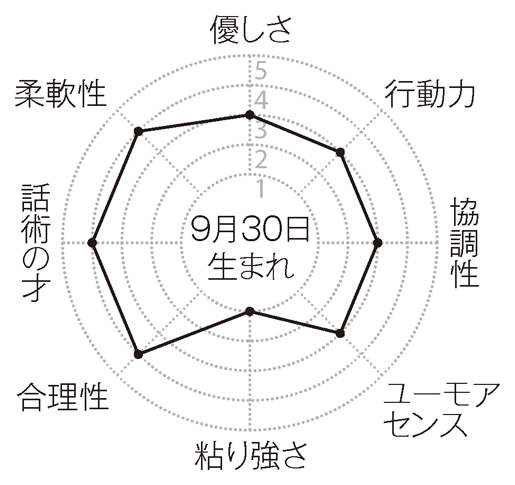 優しさ
行動力
協調性
ユーモア
センス
粘り強さ
合理性
話術の才
柔軟性
5
4
3
2
1
9月30日
生まれ